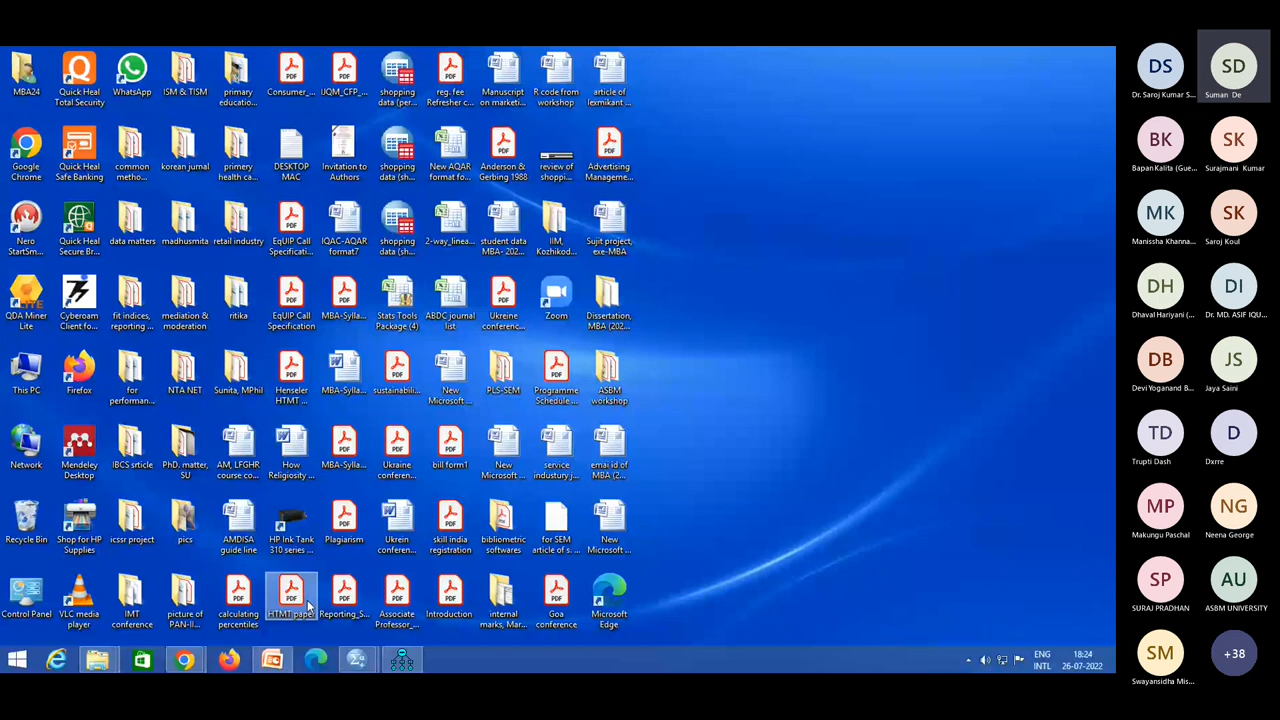 MBA24
Quick Heal
Total Security
WhatsApp
ISM & TISM
primary
educatio...
Consumer_...
IJQM_CFP_...
shopping
data (per...
reg. fee
Refresher c...
Manuscript
on marketi...
R code from
workshop
article of
lexmikant ...
Google
Chrome
Quick Heal
Safe Banking
common
metho...
korean jurnal
primery
health ca...
DESKTOP
MAC
Invitation to
Authors
shopping
data (sh...
New AQAR
format fo...
Anderson &
Gerbing 1988
review of
shoppi...
Advertising
Manageme...
Nero
StartSm...
Quick Heal
Secure Br...
data matters
madhusmita
retail industry
EqUIP Call
Specificati...
IQAC-AQAR
format7
shopping
data (sh...
2-way_linea...
student data
MBA- 202...
IIM,
Kozhikod...
Sujit project,
exe-MBA
QDA Miner
Lite
Cyberoam
Client fo...
fit indices,
reporting ...
mediation &
moderation
ritika
EqUIP Call
Specification
MBA-Sylla...
Stats Tools
Package (4)
ABDC journal
list
Ukreine
conferenc...
Zoom
Dissertation,
MBA (202...
This PC
Firefox
for
performan...
NTA NET
Sunita, MPhil
Henseler
HTMT ...
MBA-Sylla...
sustainabili...
New
Microsoft ...
PLS-SEM
Programme
Schedule ...
ASBM
workshop
Network
Mendeley
Desktop
IBCS srticle
PhD, matter,
SU
AM, LFGHR
course co...
How
Religiosity ...
MBA-Sylla...
Ukraine
conferen...
bill form1
New
Microsoft ...
service
industury j...
emai id.of
MBA (2...
Recycle Bin
Shop for HP
Supplies
icssr project
pics
AMDISA
guide line
HP Ink Tank
310 series ...
Plagiarism
Ukrein
conferen...
skill india
registration
bibliometric
softwares
for SEM
article of s. ...
New
Microsoft ...
Control Panel
VLC media
player
IMT
conference
picture of
PAN-II...
calculating
percentiles
HTMT paper
Reporting_S...
Associate
Professor_...
Introduction
internal
marks, Mar...
Goa
conference
Microsoft
Edge
ENG
INTL
18:24
26-07-2022
DS
Dr. Saroj Kumar S...
SD
Suman De
BK
Bapan Kalita (Gue...
SK
Surajmani Kumar
MK
Manissha Khanna...
SK
Saroj Koul
DH
Dhaval Hariyani (...
DI
Dr. MD. ASIF IQU...
DB
Devi Yoganand B...
JS
Jaya Saini
TD
Trupti Dash
D
Dxrre
MP
Makungu Paschal
NG
Neena George
SP
SURAJ PRADHAN
AU
ASBM UNIVERSITY
SM
Swayansidha Mis...
+38